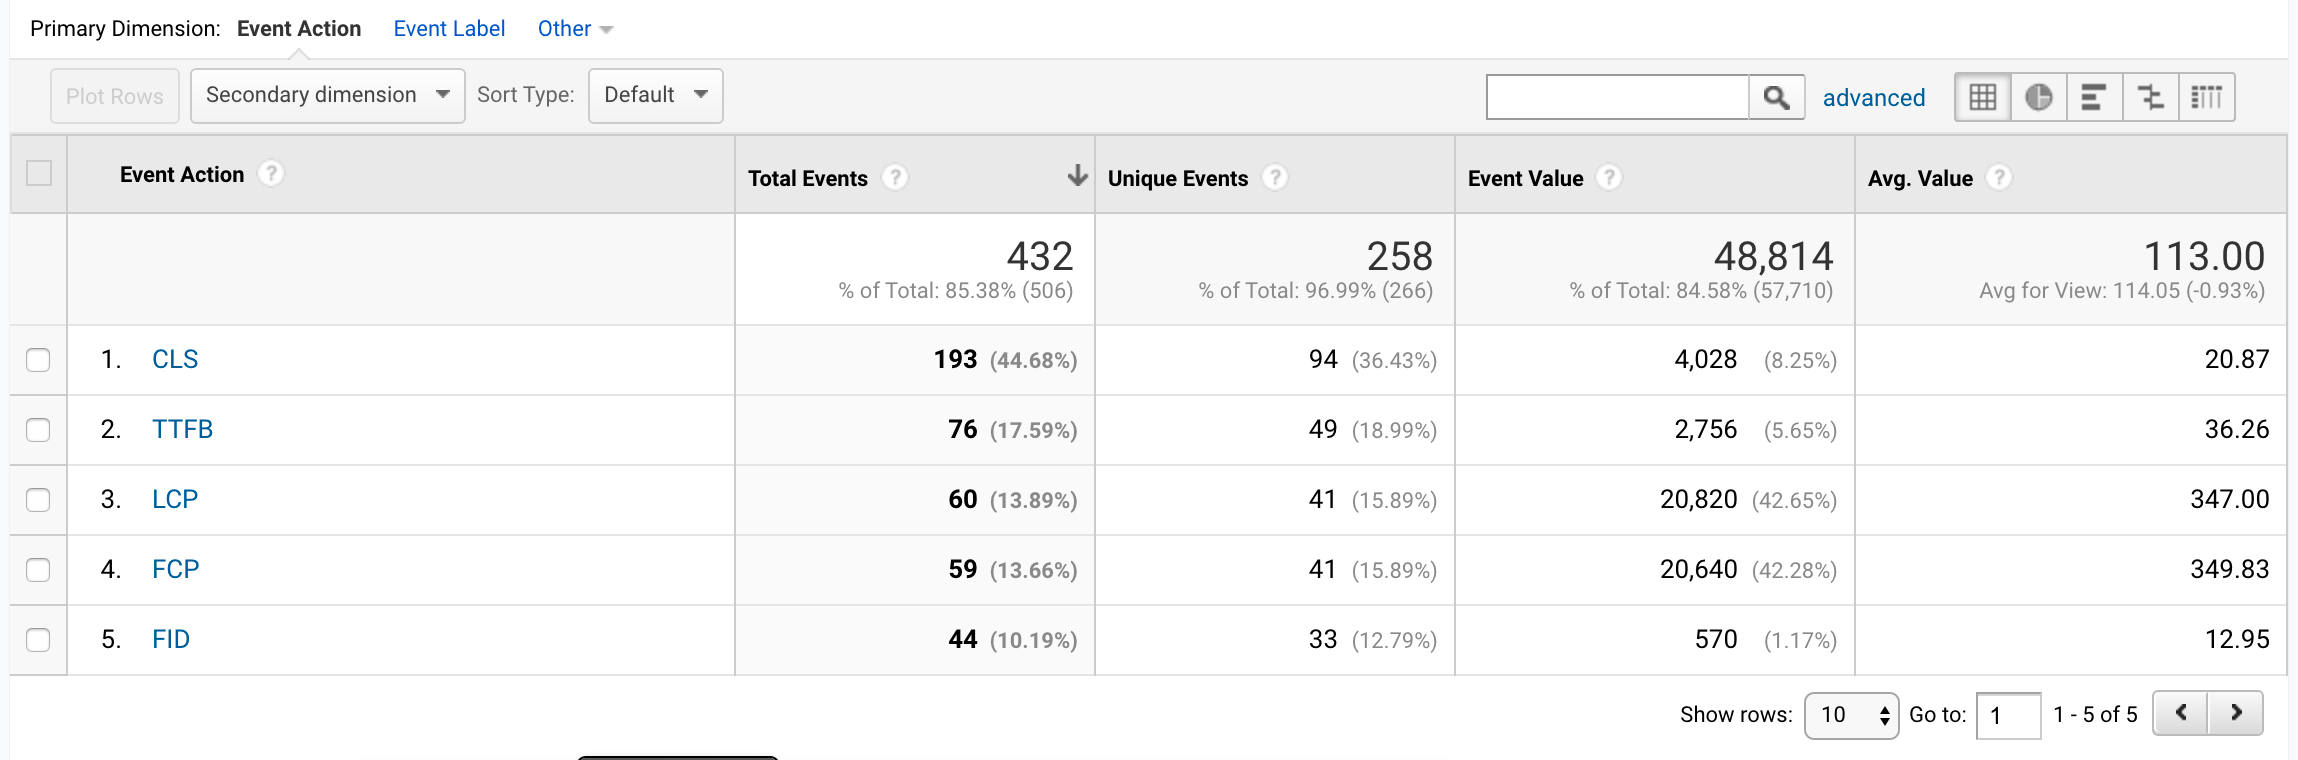 Primary Dimension: Event Action Event Label Other
Plot Rows Secondary dimension Sort Type: Default advanced
Event Action ? Total Events ? Unique Events ? Event Value ? Avg. Value ?
432 258 48,814 113.00
% of Total: 85.38% (506) % of Total: 96.99% (266) % of Total: 84.58% (57,710) Avg for View: 114.05 (-0.93%)
1. CLS 193 (44.68%) 94 (36.43%) 4,028 (8.25%) 20.87
2. TTFB 76 (17.59%) 49 (18.99%) 2,756 (5.65%) 36.26
3. LCP 60 (13.89%) 41 (15.89%) 20,820 (42.65%) 347.00
4. FCP 59 (13.66%) 41 (15.89%) 20,640 (42.28%) 349.83
5. FID 44 (10.19%) 33 (12.79%) 570 (1.17%) 12.95
Show rows: 10 Go to: 1 1 - 5 of 5